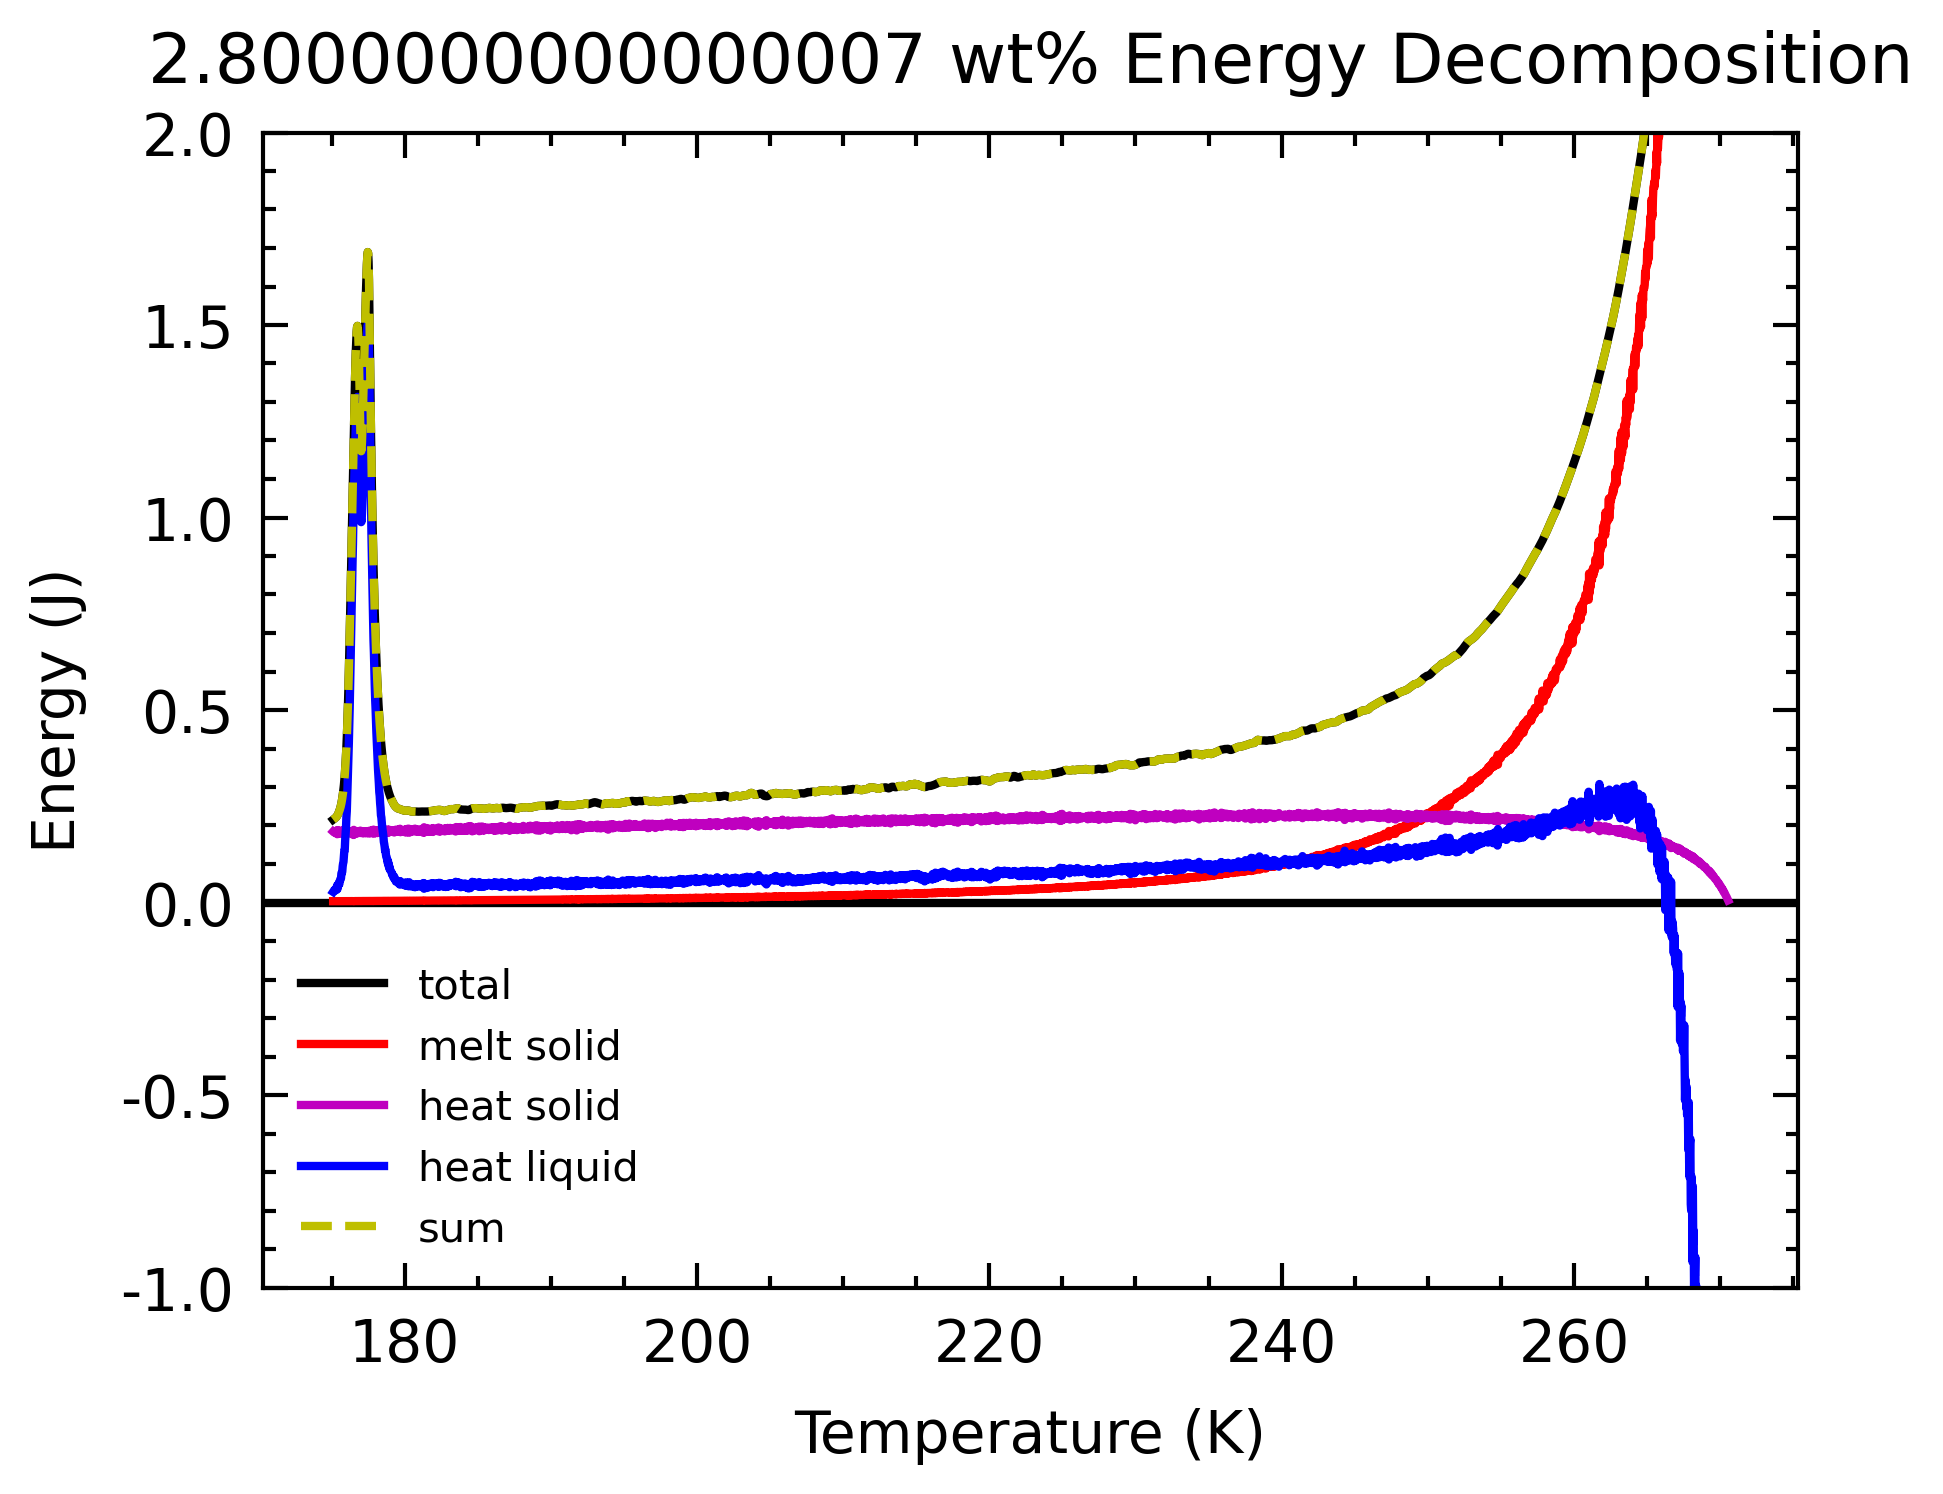 2.8000000000000007 wt% Energy Decomposition
2.0
1.5
1.0
0.5
0.0
-0.5
-1.0
Energy (J)
total
melt solid
heat solid
heat liquid
sum
180 200 220 240 260
Temperature (K)